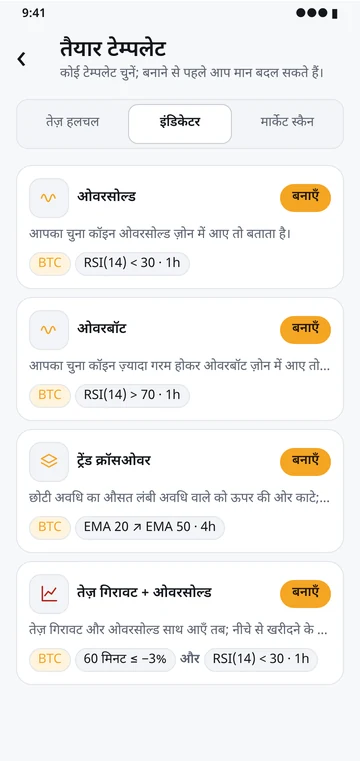 9:41
तैयार टेम्पलेट
कोई टेम्पलेट चुनें; बनाने से पहले आप मान बदल सकते हैं।
तेज़ हलचल इंडिकेटर मार्केट स्कैन
ओवरसोल्ड बनाएँ
आपका चुना कॉइन ओवरसोल्ड ज़ोन में आए तो बताता है।
BTC RSI(14) < 30 · 1h
ओवरबॉट बनाएँ
आपका चुना कॉइन ज़्यादा गरम होकर ओवरबॉट ज़ोन में आए तो...
BTC RSI(14) > 70 · 1h
ट्रेंड क्रॉसओवर बनाएँ
छोटी अवधि का औसत लंबी अवधि वाले को ऊपर की ओर काटे;...
BTC EMA 20 ↗ EMA 50 · 4h
तेज़ गिरावट + ओवरसोल्ड बनाएँ
तेज़ गिरावट और ओवरसोल्ड साथ आएँ तब; नीचे से खरीदने के ...
BTC 60 मिनट ≤ −3% और RSI(14) < 30 · 1h